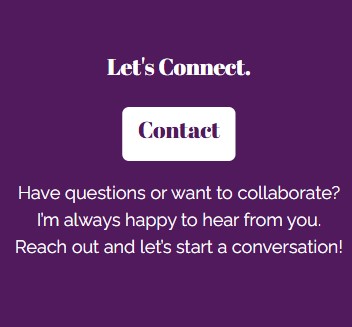 Let's Connect.
Contact
Have questions or want to collaborate?
I'm always happy to hear from you.
Reach out and let's start a conversation!